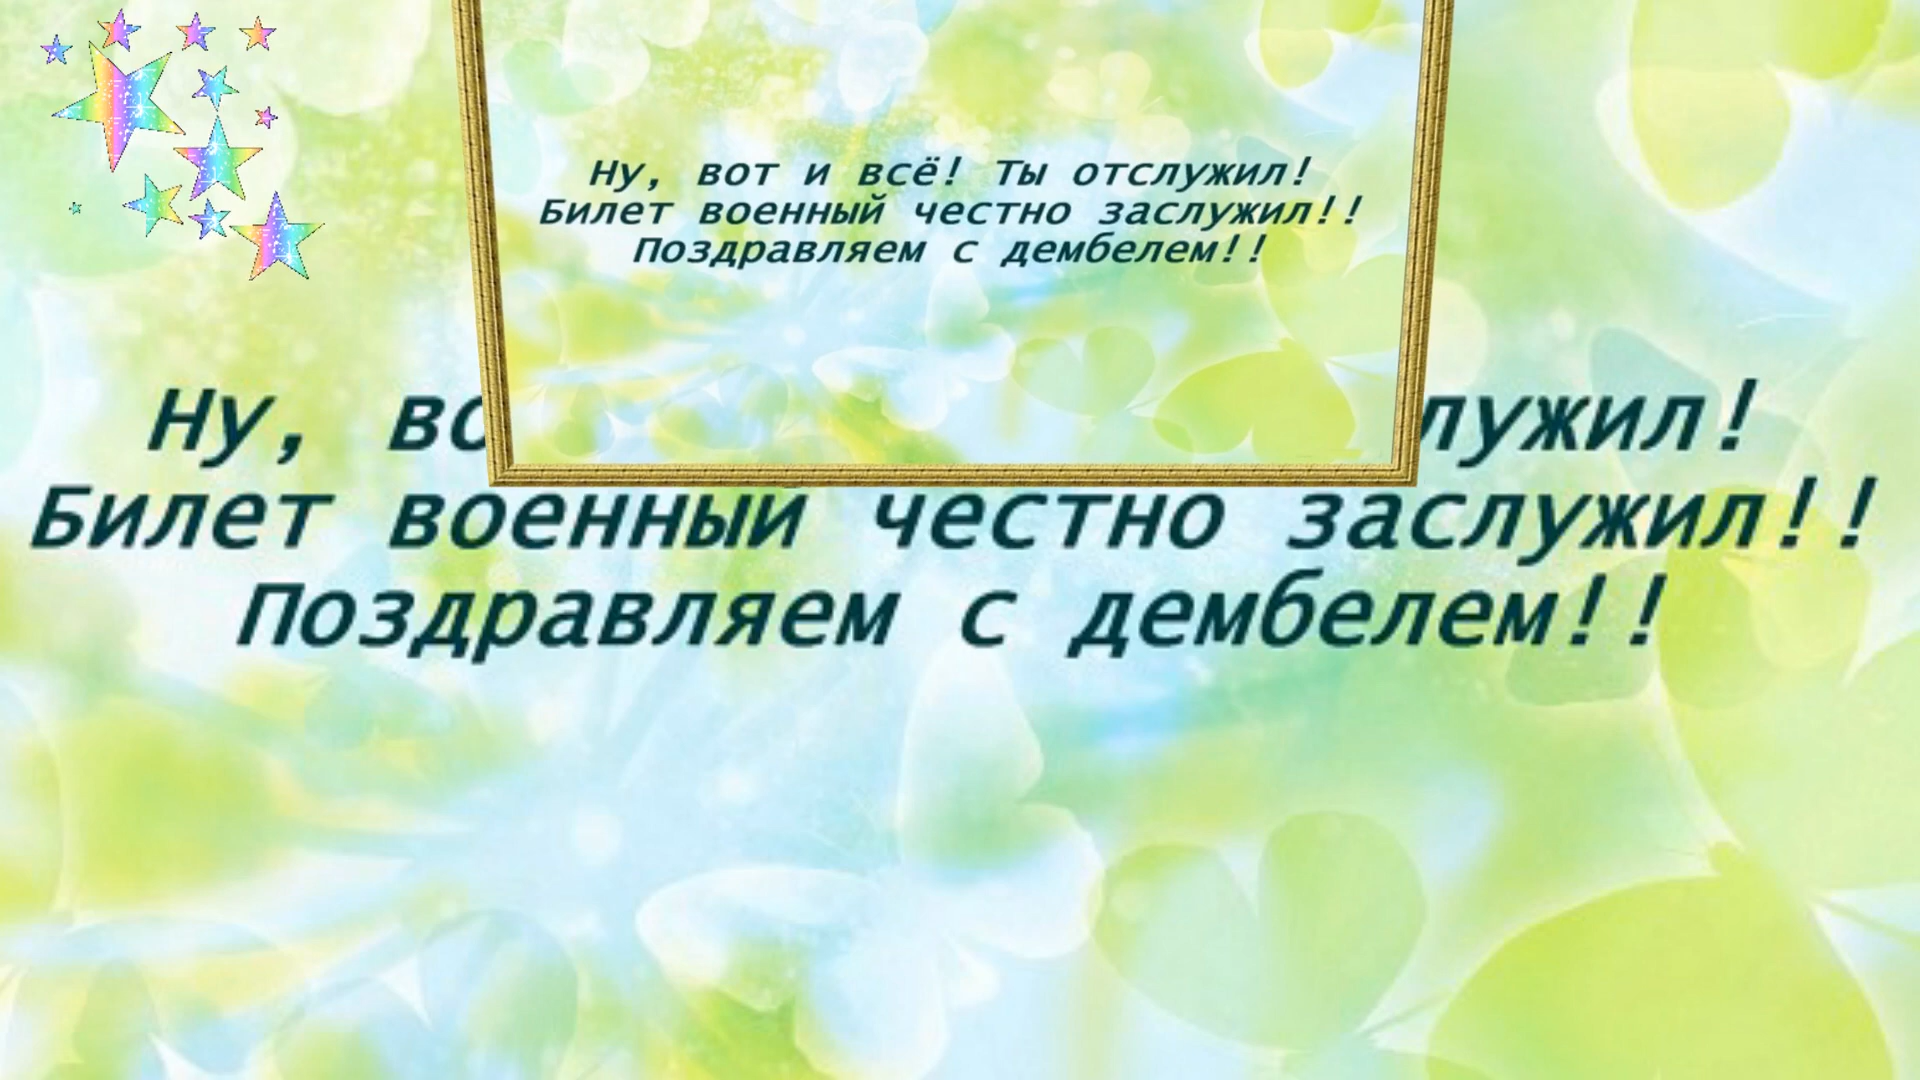 Ну, вот и всё! Ты отслужил!
Билет военный честно заслужил!!
Поздравляем с дембелем!!
Ну, во лужил!
Билет военный честно заслужил!!
Поздравляем с дембелем!!